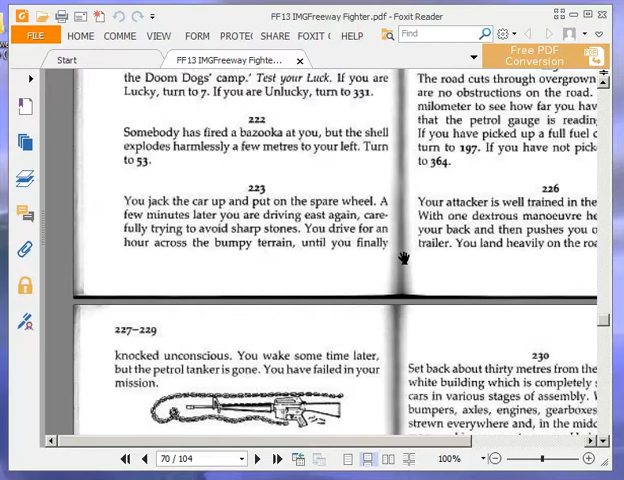 FF13 IMGFreeway Fighter.pdf - Foxit Reader
FILE HOME COMME FORM PROTE SHARE FOXIT C Find
Start FF13 IMGFreeway Fighte... Free PDF Conversion
the Doom Dogs' camp.' Test your Luck. If you are
Lucky, turn to 7. If you are Unlucky, turn to 331.
222
Somebody has fired a bazooka at you, but the shell
explodes harmlessly a few metres to your left. Turn
to 53.
223
You jack the car up and put on the spare wheel. A
few minutes later you are driving east again, care-
fully trying to avoid sharp stones. You drive for an
hour across the bumpy terrain, until you finally
The road cuts through overgrown
are no obstructions on the road.
milometer to see how far you hav
that the petrol gauge is readin
If you have picked up a full fuel c
turn to 197. If you have not pick
to 364.
226
Your attacker is well trained in the
With one dextrous manoeuvre he
your back and then pushes you o
trailer. You land heavily on the roa
227–229
knocked unconscious. You wake some time later,
but the petrol tanker is gone. You have failed in your
mission.
230
Set back about thirty metres from the
white building which is completely s
cars in various stages of assembly. W
bumpers, axles, engines, gearboxes
strewn everywhere and, in the midd
70 / 104 100%